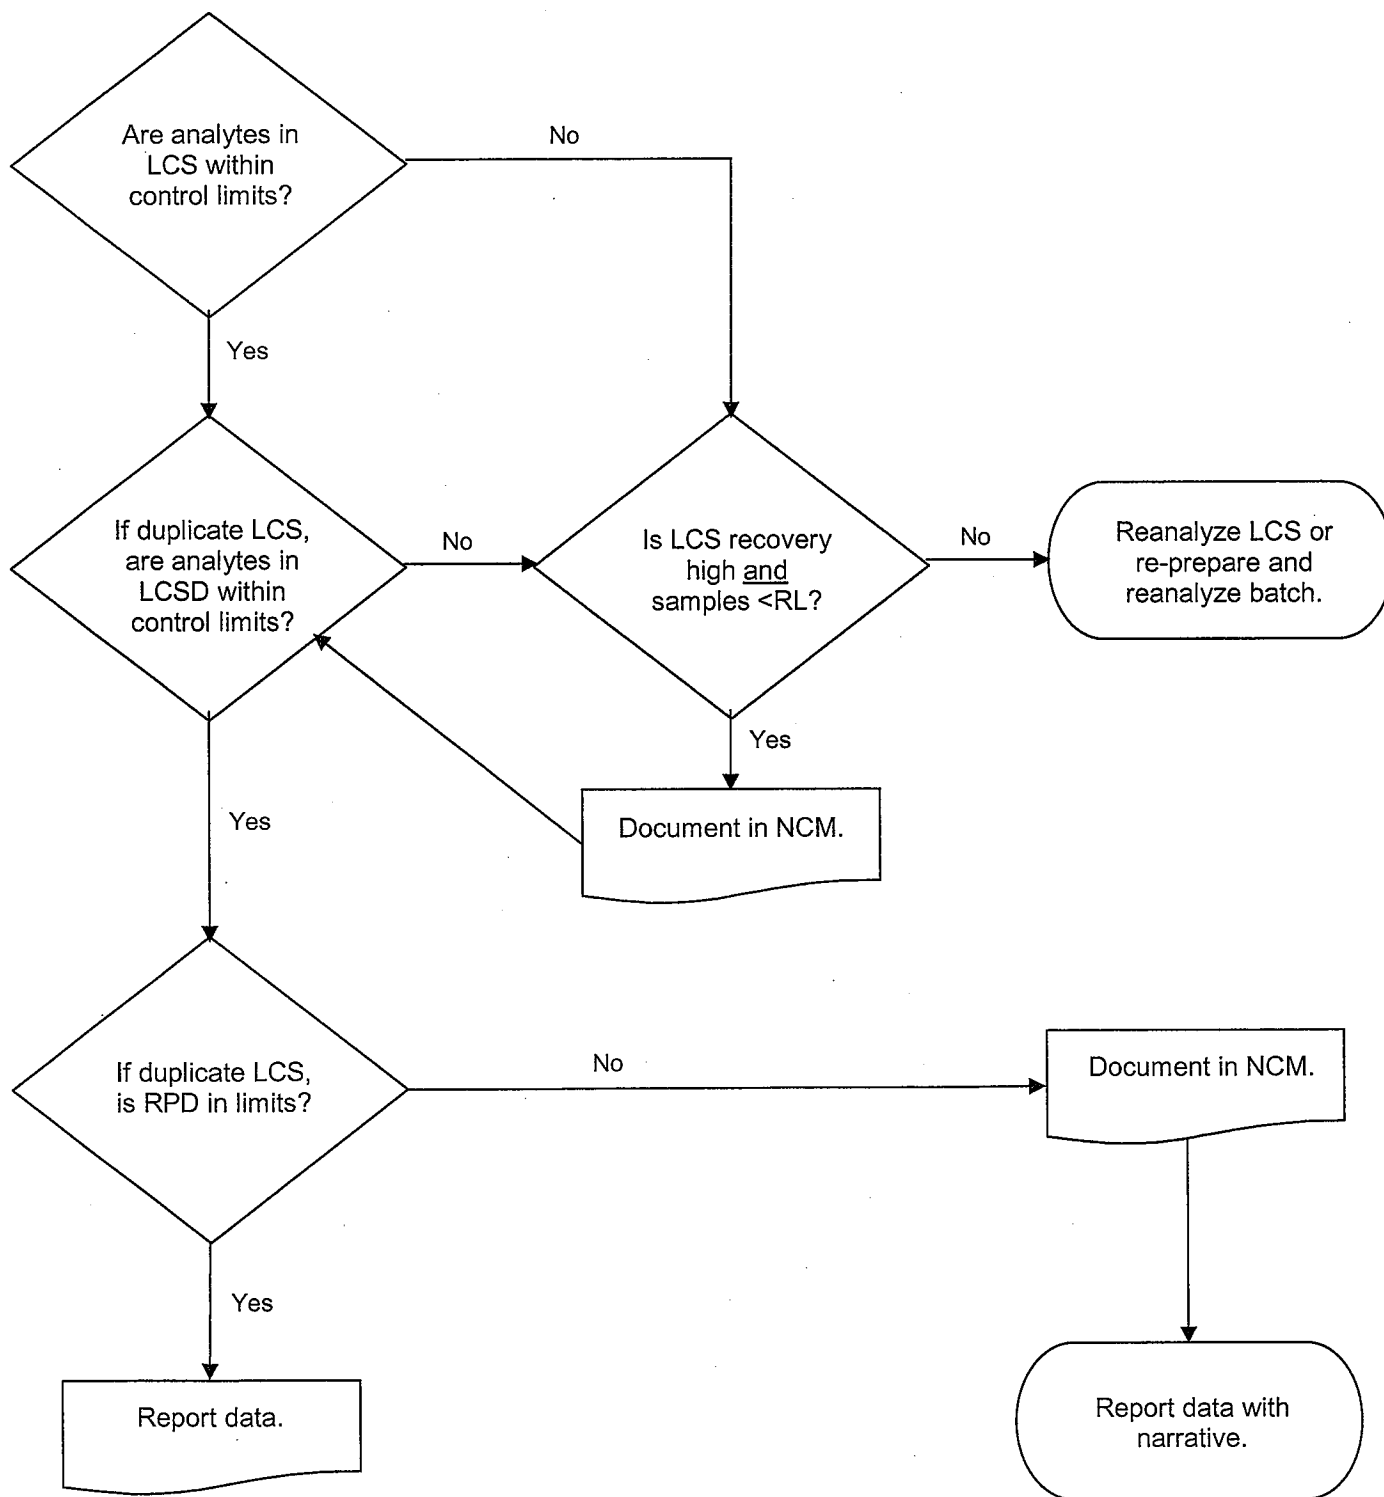 Are analytes in
LCS within
control limits?
No
Yes
If duplicate LCS,
are analytes in
LCSD within
control limits?
No
Is LCS recovery
high and
samples <RL?
No
Reanalyze LCS or
re-prepare and
reanalyze batch.
Yes
Document in NCM.
Yes
If duplicate LCS,
is RPD in limits?
No
Document in NCM.
Yes
Report data.
Report data with
narrative.